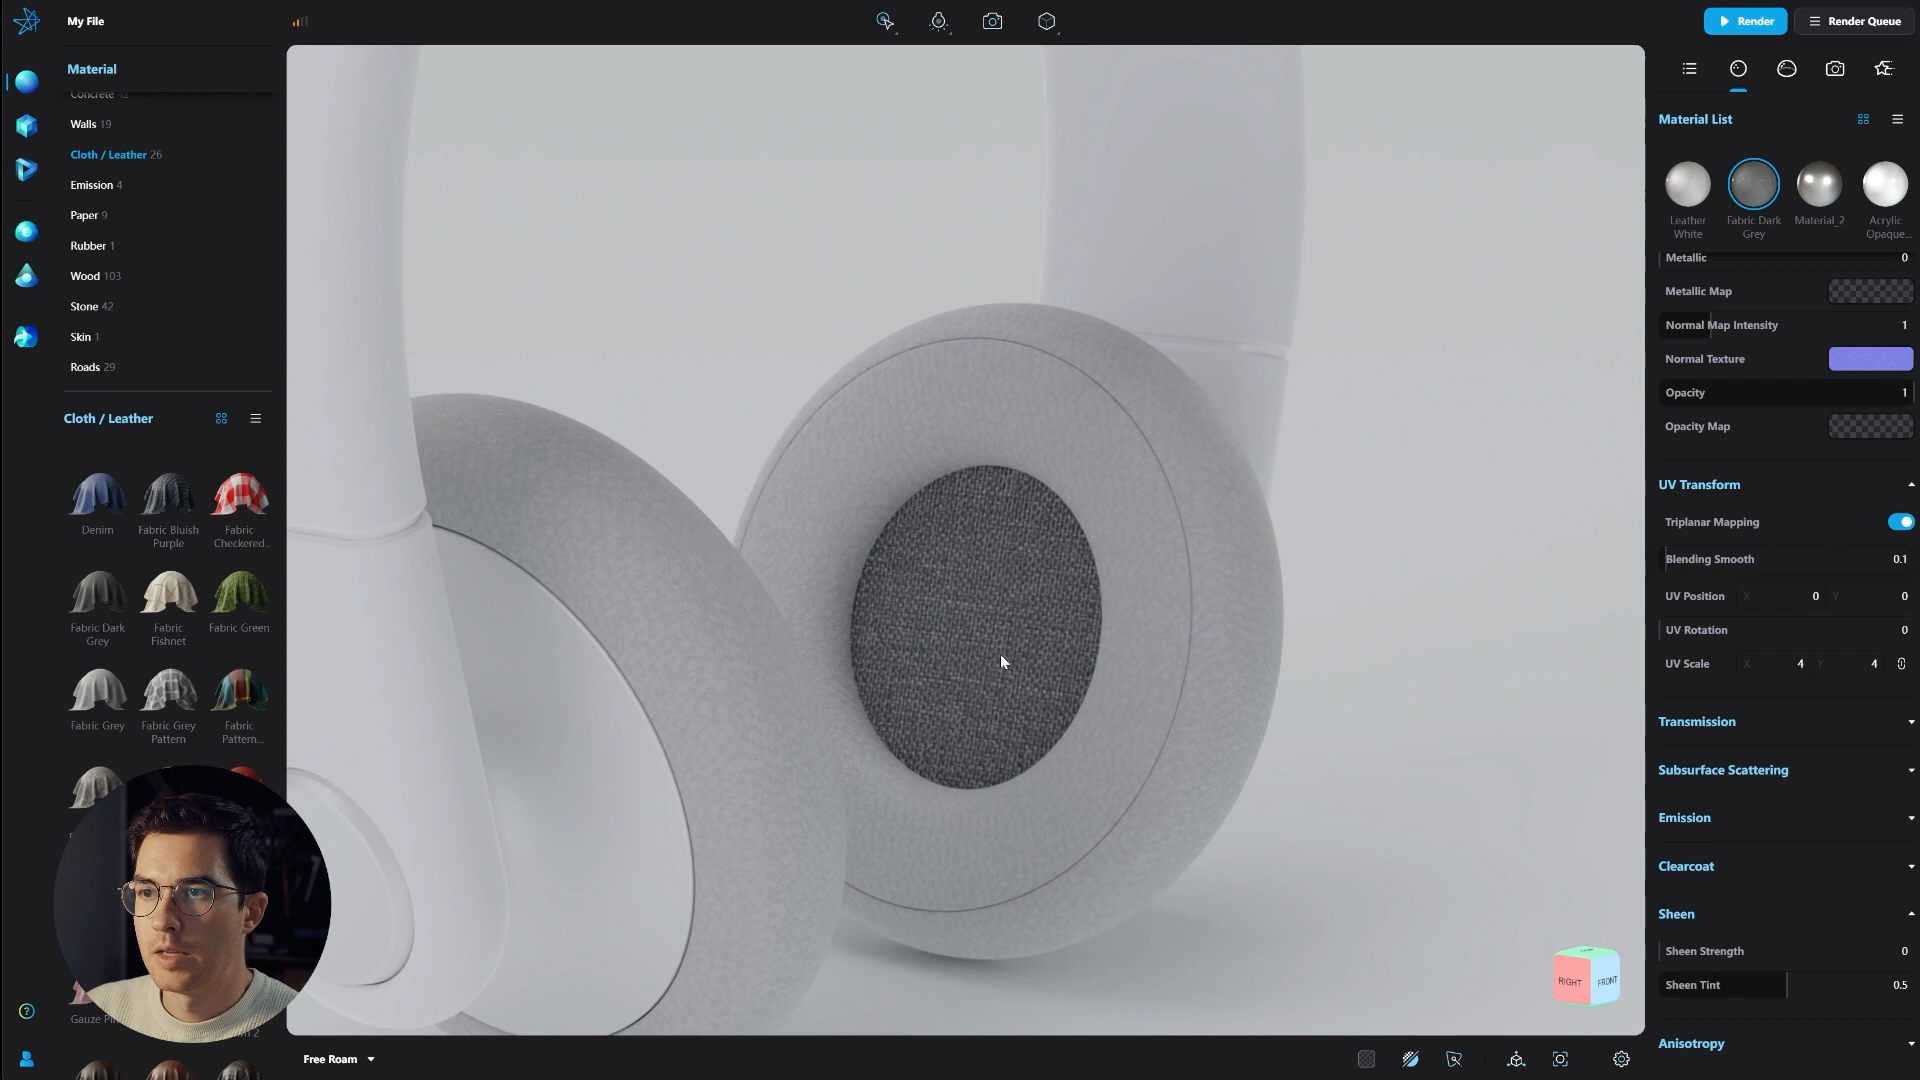 My File
Render
Render Queue
Material
Concrete 42
Walls 19
Cloth / Leather 26
Emission 4
Paper 9
Rubber 1
Wood 103
Stone 42
Skin 1
Roads 29
Cloth / Leather
Denim
Fabric Bluish
Purple
Fabric
Checkered...
Fabric Dark
Grey
Fabric
Fishnet
Fabric Green
Fabric Grey
Fabric Grey
Pattern
Fabric
Pattern...
Gauze
Free Roam
RIGHT
FRONT
Material List
Leather
White
Fabric Dark
Grey
Material_2
Acrylic
Opaque...
Metallic 0
Metallic Map
Normal Map Intensity 1
Normal Texture
Opacity 1
Opacity Map
UV Transform
Triplanar Mapping
Blending Smooth 0.1
UV Position X 0 Y 0
UV Rotation 0
UV Scale X 4 Y 4
Transmission
Subsurface Scattering
Emission
Clearcoat
Sheen
Sheen Strength 0
Sheen Tint 0.5
Anisotropy